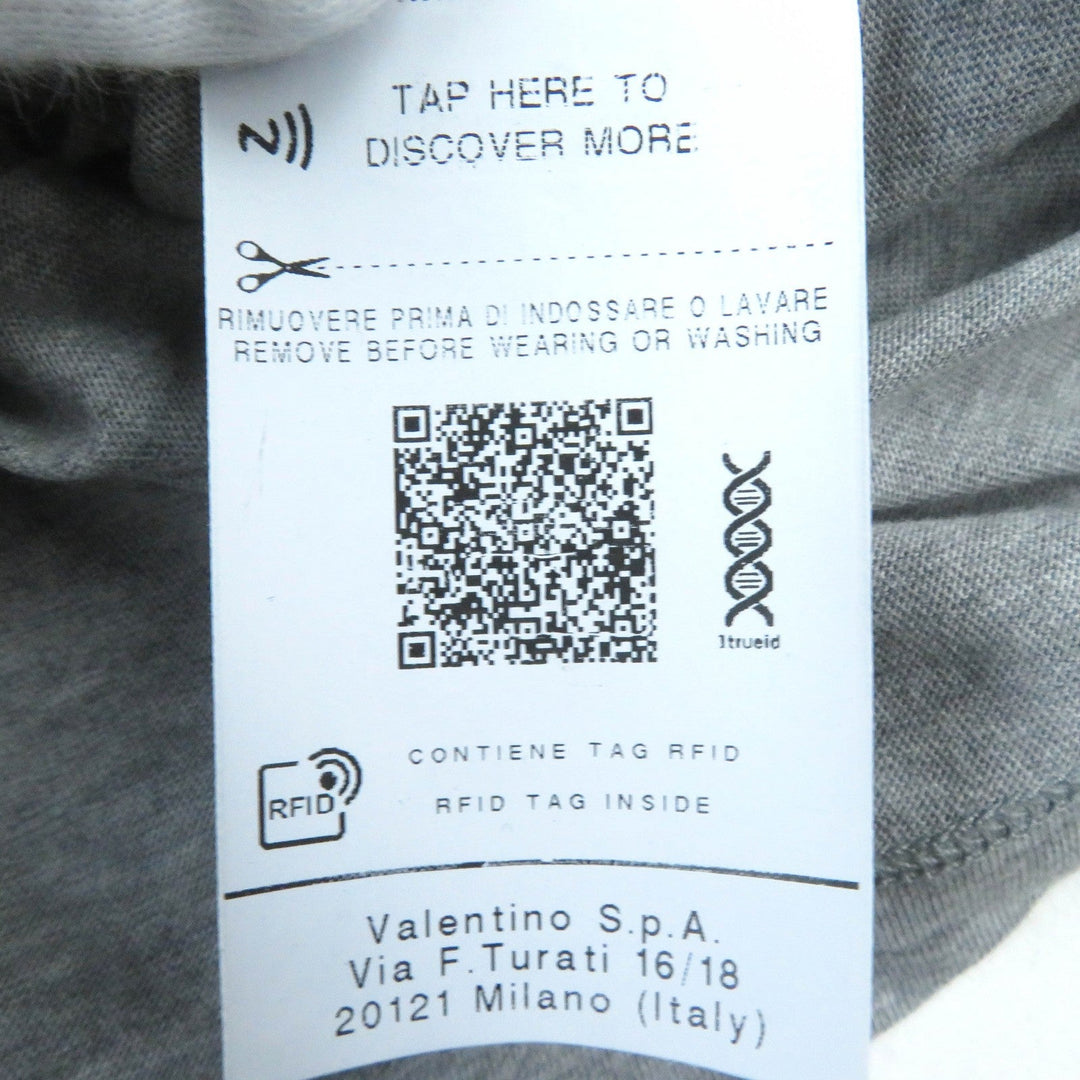 TAP HERE TO
DISCOVER MORE
RIMUOVERE PRIMA DI INDOSSARE O LAVARE
REMOVE BEFORE WEARING OR WASHING
1trueid
CONTIENE TAG RFID
RFID
RFID TAG INSIDE
Valentino S.p.A.
Via F.Turati 16/18
20121 Milano (Italy)